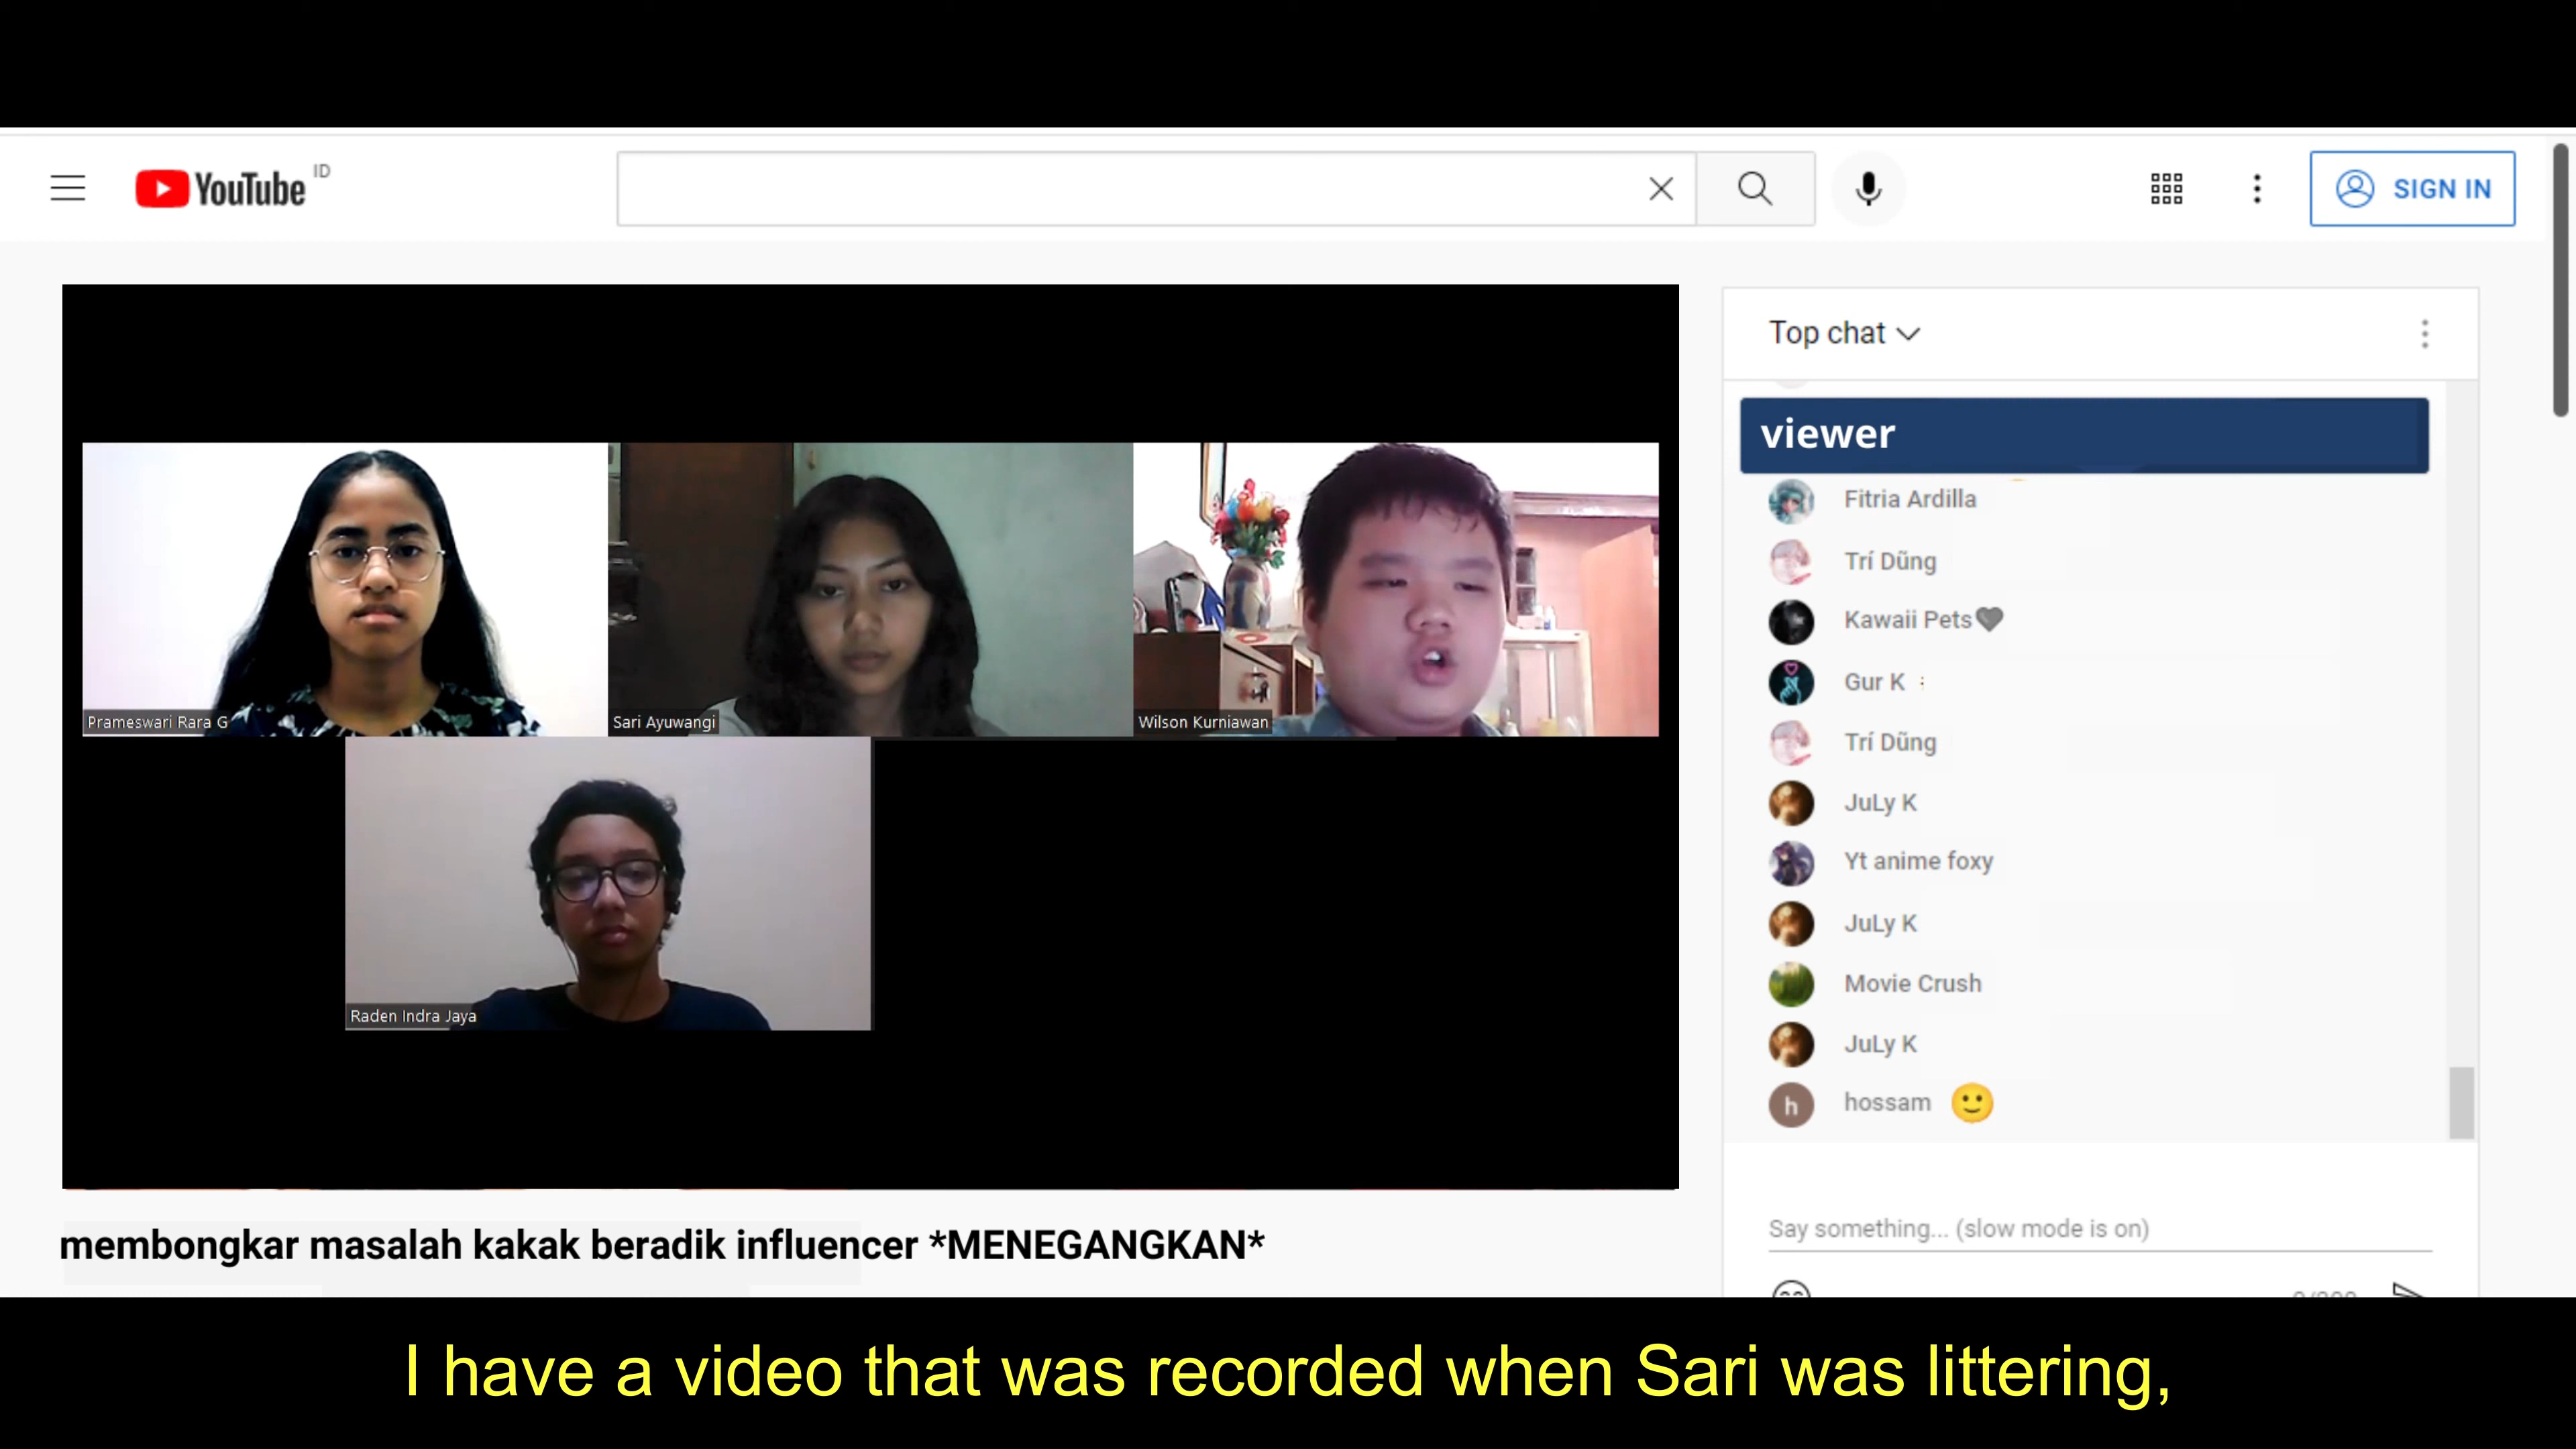 YouTube ID
SIGN IN
Top chat
viewer
Fitria Ardilla
Trí Dũng
Kawaii Pets
Gur K
Trí Dũng
JuLy K
Yt anime foxy
JuLy K
Movie Crush
JuLy K
h hossam
Say something... (slow mode is on)
Prameswari Rara G
Sari Ayuwangi
Wilson Kurniawan
Raden Indra Jaya
membongkar masalah kakak beradik influencer *MENEGANGKAN*
I have a video that was recorded when Sari was littering,